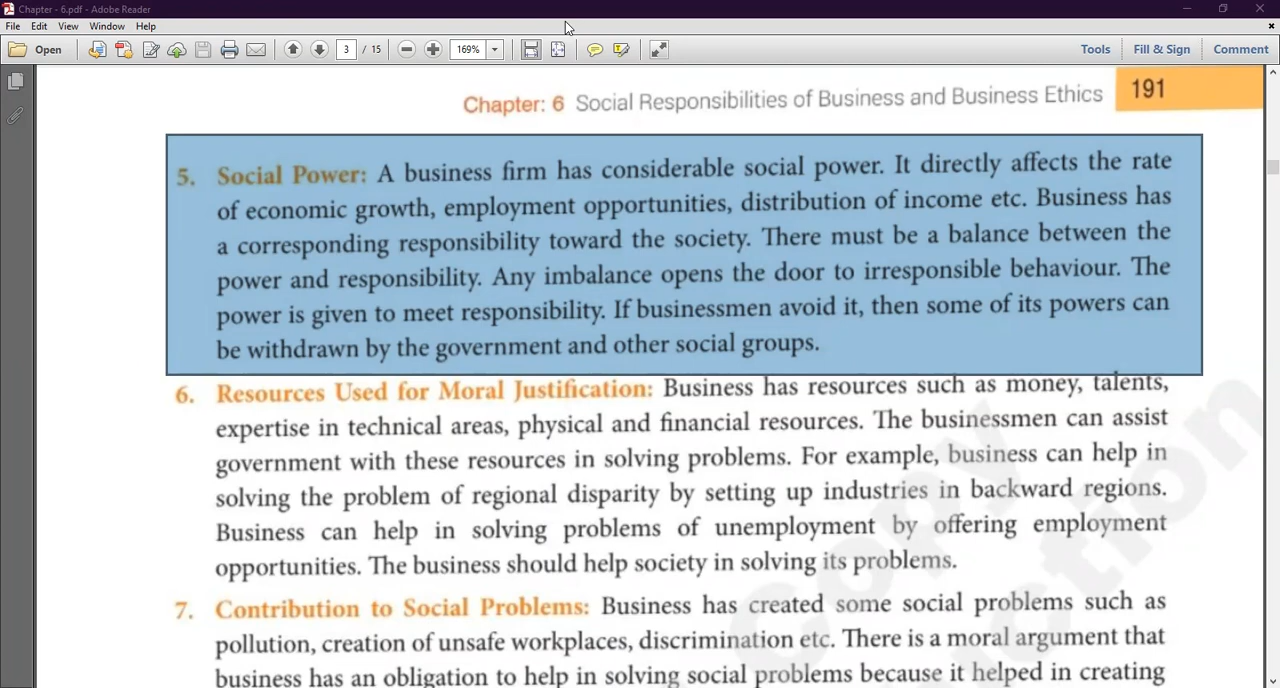 Chapter - 6.pdf - Adobe Reader
File Edit View Window Help
Open 3 / 15 169% Tools Fill & Sign Comment
Chapter: 6 Social Responsibilities of Business and Business Ethics 191
5. Social Power: A business firm has considerable social power. It directly affects the rate
of economic growth, employment opportunities, distribution of income etc. Business has
a corresponding responsibility toward the society. There must be a balance between the
power and responsibility. Any imbalance opens the door to irresponsible behaviour. The
power is given to meet responsibility. If businessmen avoid it, then some of its powers can
be withdrawn by the government and other social groups.
6. Resources Used for Moral Justification: Business has resources such as money, talents,
expertise in technical areas, physical and financial resources. The businessmen can assist
government with these resources in solving problems. For example, business can help in
solving the problem of regional disparity by setting up industries in backward regions.
Business can help in solving problems of unemployment by offering employment
opportunities. The business should help society in solving its problems.
7. Contribution to Social Problems: Business has created some social problems such as
pollution, creation of unsafe workplaces, discrimination etc. There is a moral argument that
business has an obligation to help in solving social problems because it helped in creating